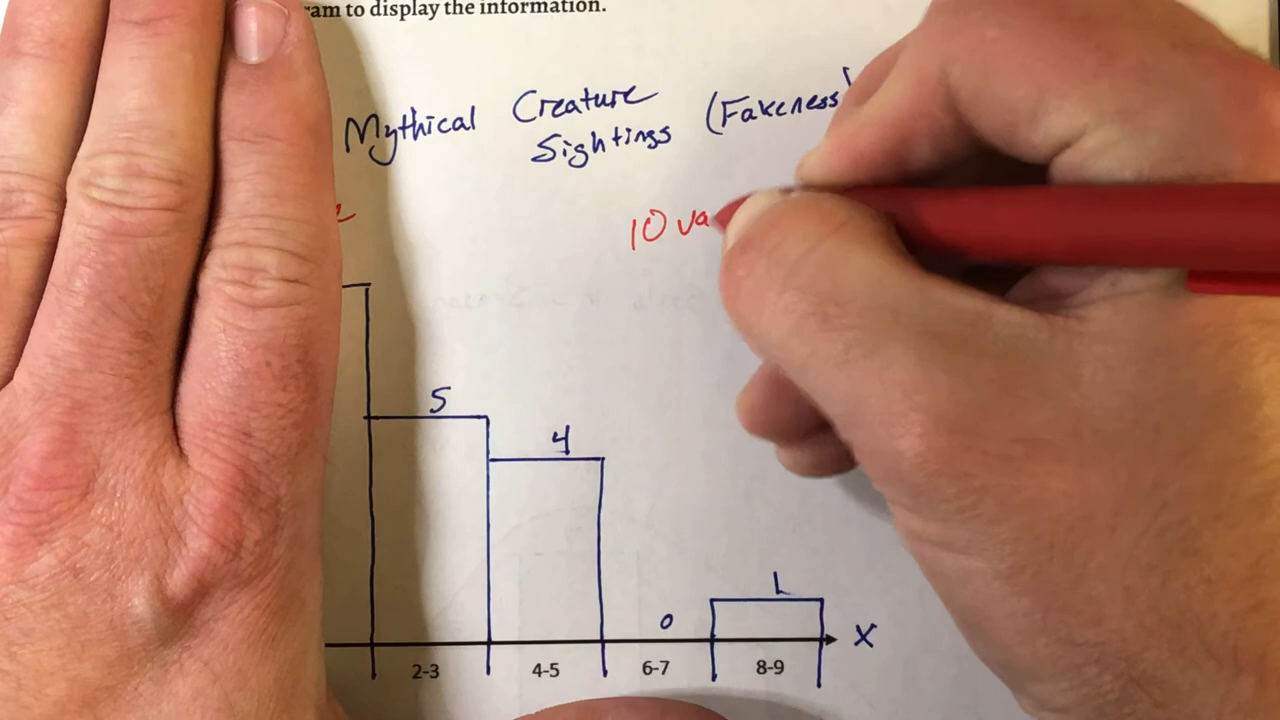 to display the information.
Mythical Creature (Fakeness)
Sightings
10 va
5
4
0
1
X
2-3 4-5 6-7 8-9